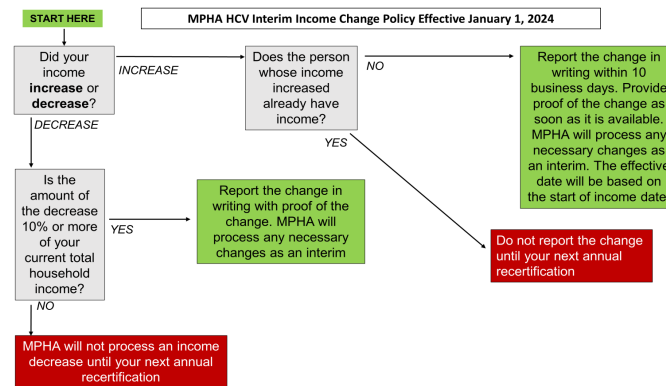 START HERE
MPHA HCV Interim Income Change Policy Effective January 1, 2024
Did your
income
increase or
decrease?
INCREASE
Does the person
whose income
increased
already have
income?
NO
Report the change in
writing within 10
business days. Provide
proof of the change as
soon as it is available.
MPHA will process any
necessary changes as
an interim. The effective
date will be based on
the start of income date
YES
Do not report the change
until your next annual
recertification
DECREASE
Is the
amount of
the decrease
10% or more
of your
current total
household
income?
YES
Report the change in
writing with proof of the
change. MPHA will
process any necessary
changes as an interim
NO
MPHA will not process an income
decrease until your next annual
recertification